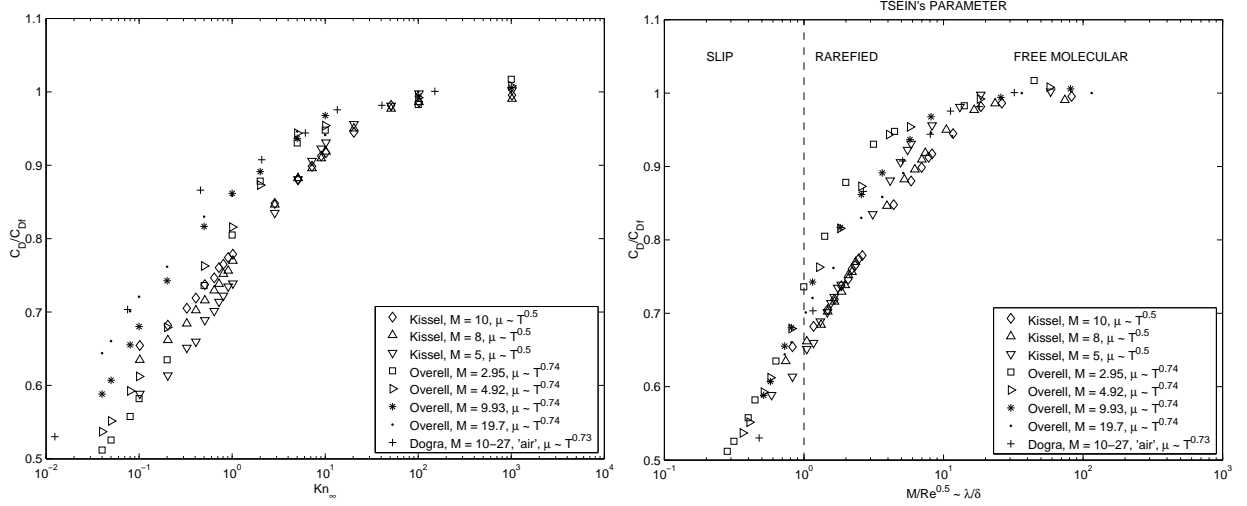 1.1
1
0.9
0.8
0.7
0.6
0.5
C_D/C_Df
10^−2
10^−1
10^0
10^1
10^2
10^3
10^4
Kn_∞
Kissel, M = 10, μ ~ T^0.5
Kissel, M = 8, μ ~ T^0.5
Kissel, M = 5, μ ~ T^0.5
Overell, M = 2.95, μ ~ T^0.74
Overell, M = 4.92, μ ~ T^0.74
Overell, M = 9.93, μ ~ T^0.74
Overell, M = 19.7, μ ~ T^0.74
Dogra, M = 10−27, 'air', μ ~ T^0.73
TSEIN's PARAMETER
SLIP
RAREFIED
FREE MOLECULAR
1.1
1
0.9
0.8
0.7
0.6
0.5
C_D/C_Df
10^−1
10^0
10^1
10^2
10^3
M/Re^0.5 ~ λ/δ
Kissel, M = 10, μ ~ T^0.5
Kissel, M = 8, μ ~ T^0.5
Kissel, M = 5, μ ~ T^0.5
Overell, M = 2.95, μ ~ T^0.74
Overell, M = 4.92, μ ~ T^0.74
Overell, M = 9.93, μ ~ T^0.74
Overell, M = 19.7, μ ~ T^0.74
Dogra, M = 10−27, 'air', μ ~ T^0.73